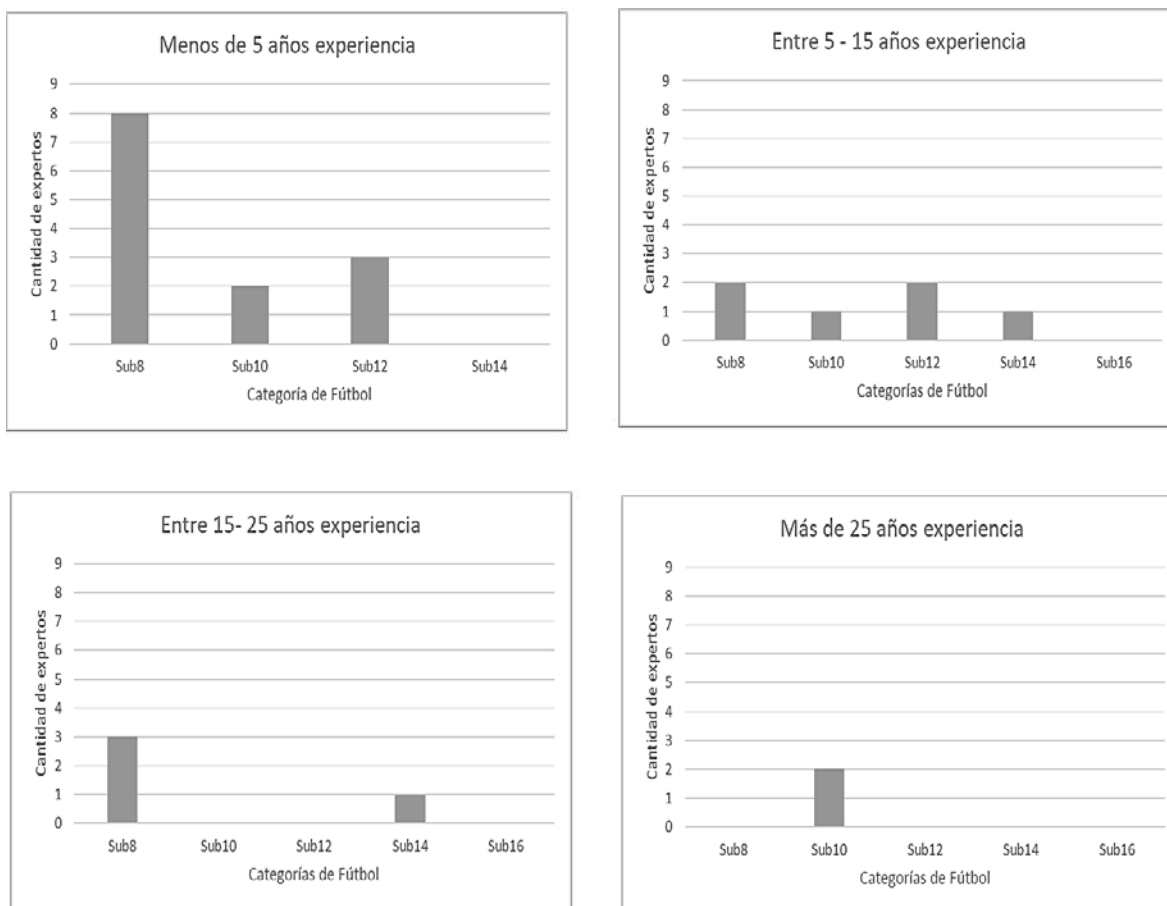 Menos de 5 años experiencia
9
8
7
6
5
4
3
2
1
0
Cantidad de expertos
Sub8 Sub10 Sub12 Sub14
Categoría de Fútbol
Entre 5 - 15 años experiencia
9
8
7
6
5
4
3
2
1
0
Cantidad de expertos
Sub8 Sub10 Sub12 Sub14 Sub16
Categorías de Fútbol
Entre 15- 25 años experiencia
9
8
7
6
5
4
3
2
1
0
Cantidad de expertos
Sub8 Sub10 Sub12 Sub14 Sub16
Categorías de Fútbol
Más de 25 años experiencia
9
8
7
6
5
4
3
2
1
0
Cantidad de expertos
Sub8 Sub10 Sub12 Sub14 Sub16
Categorías de Fútbol